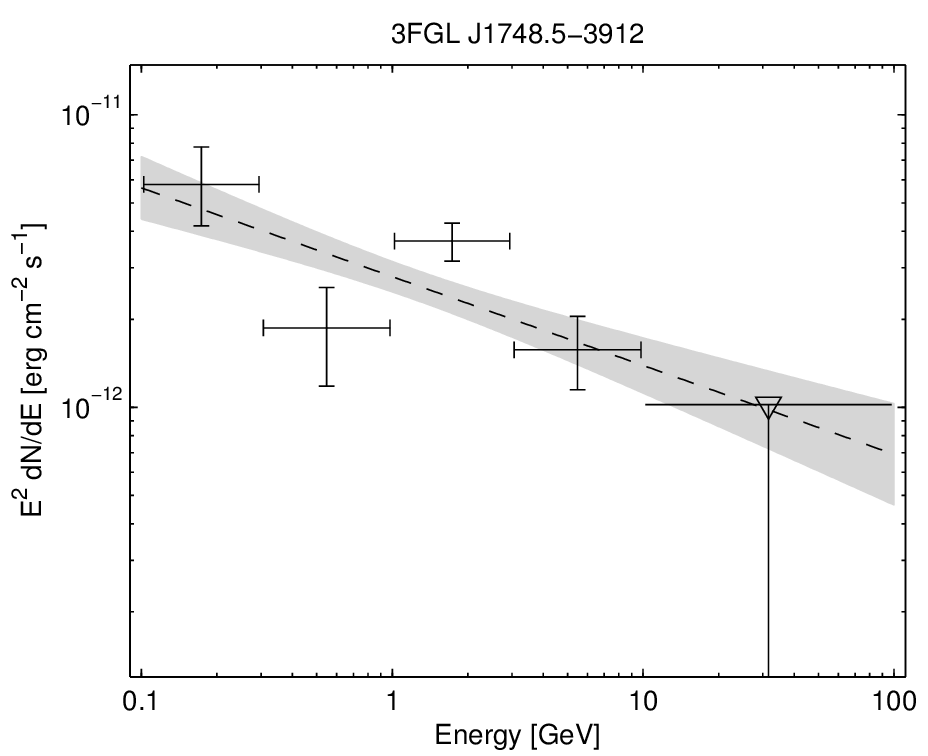 3FGL J1748.5−3912
10⁻¹¹
10⁻¹²
E² dN/dE [erg cm⁻² s⁻¹]
0.1 1 10 100
Energy [GeV]